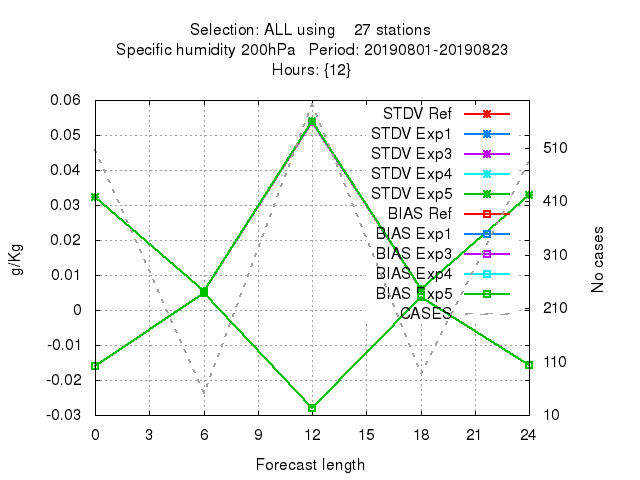 Selection: ALL using    27 stations
Specific humidity 200hPa   Period: 20190801-20190823
Hours: {12}
0.06
0.05
0.04
0.03
0.02
0.01
0
-0.01
-0.02
-0.03
g/Kg
STDV Ref
STDV Exp1
STDV Exp3
STDV Exp4
STDV Exp5
BIAS Ref
BIAS Exp1
BIAS Exp3
BIAS Exp4
BIAS Exp5
CASES
510
410
310
210
110
10
No cases
0 3 6 9 12 15 18 21 24
Forecast length